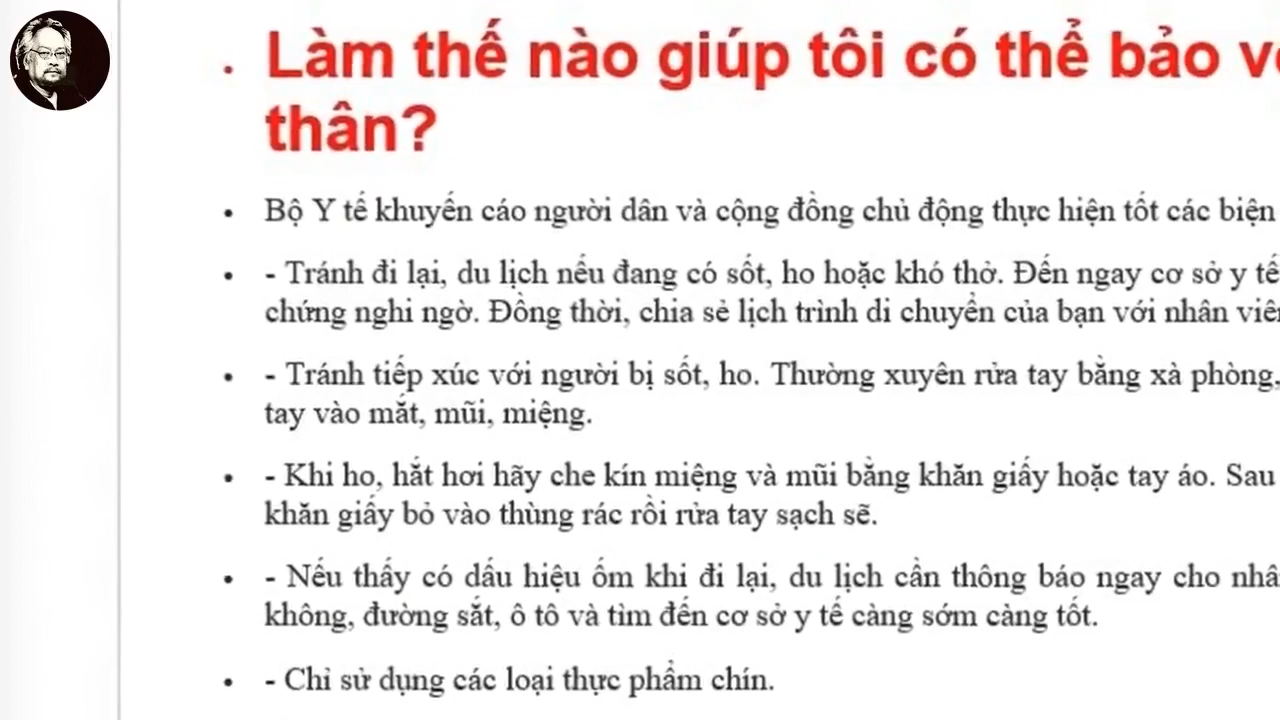 • Làm thế nào giúp tôi có thể bảo
thân?
• Bộ Y tế khuyến cáo người dân và cộng đồng chủ động thực hiện tốt các biện
• - Tránh đi lại, du lịch nếu đang có sốt, ho hoặc khó thở. Đến ngay cơ sở y tế
chứng nghi ngờ. Đồng thời, chia sẻ lịch trình di chuyển của bạn với nhân viên
• - Tránh tiếp xúc với người bị sốt, ho. Thường xuyên rửa tay bằng xà phòng,
tay vào mắt, mũi, miệng.
• - Khi ho, hắt hơi hãy che kín miệng và mũi bằng khăn giấy hoặc tay áo. Sau
khăn giấy bỏ vào thùng rác rồi rửa tay sạch sẽ.
• - Nếu thấy có dấu hiệu ốm khi đi lại, du lịch cần thông báo ngay cho
không, đường sắt, ô tô và tìm đến cơ sở y tế càng sớm càng tốt.
• - Chỉ sử dụng các loại thực phẩm chín.